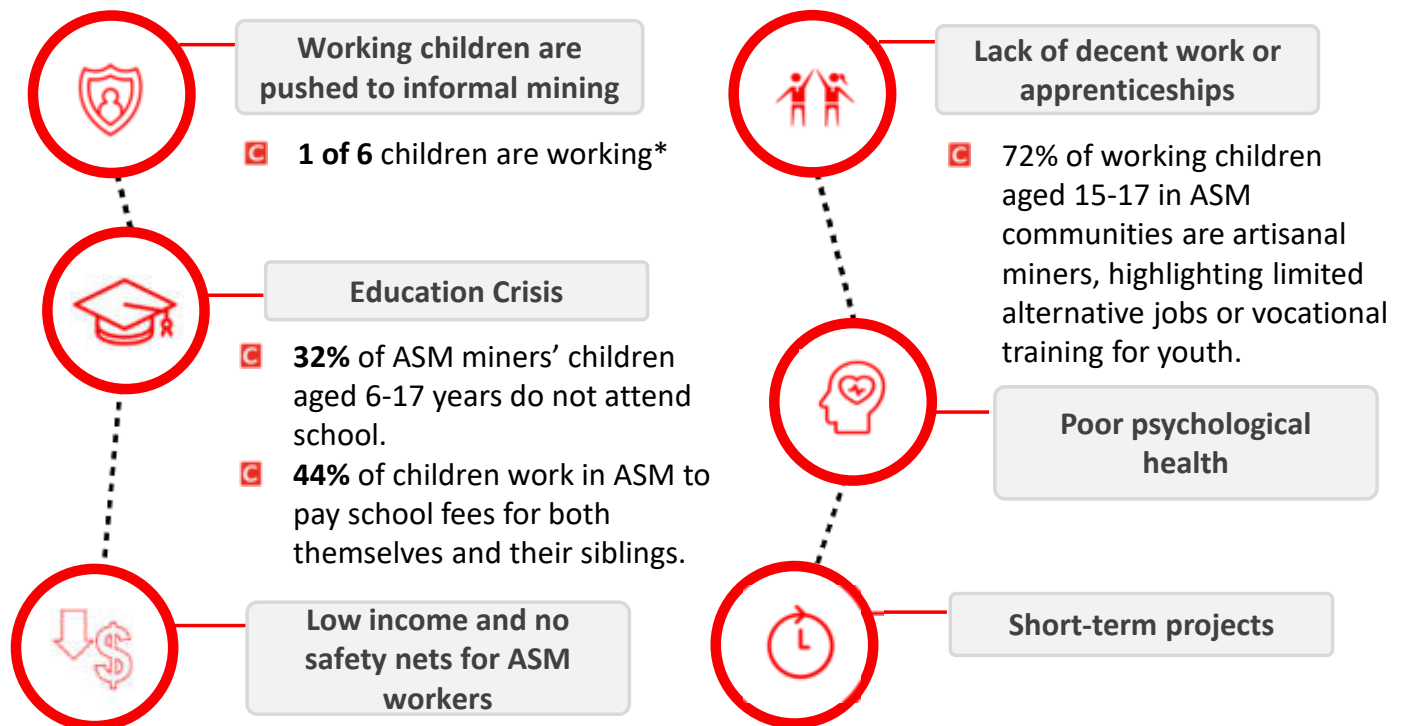 Working children are
pushed to informal mining
C 1 of 6 children are working*
Education Crisis
C 32% of ASM miners’ children
aged 6-17 years do not attend
school.
C 44% of children work in ASM to
pay school fees for both
themselves and their siblings.
Low income and no
safety nets for ASM
workers
Lack of decent work or
apprenticeships
C 72% of working children
aged 15-17 in ASM
communities are artisanal
miners, highlighting limited
alternative jobs or vocational
training for youth.
Poor psychological
health
Short-term projects